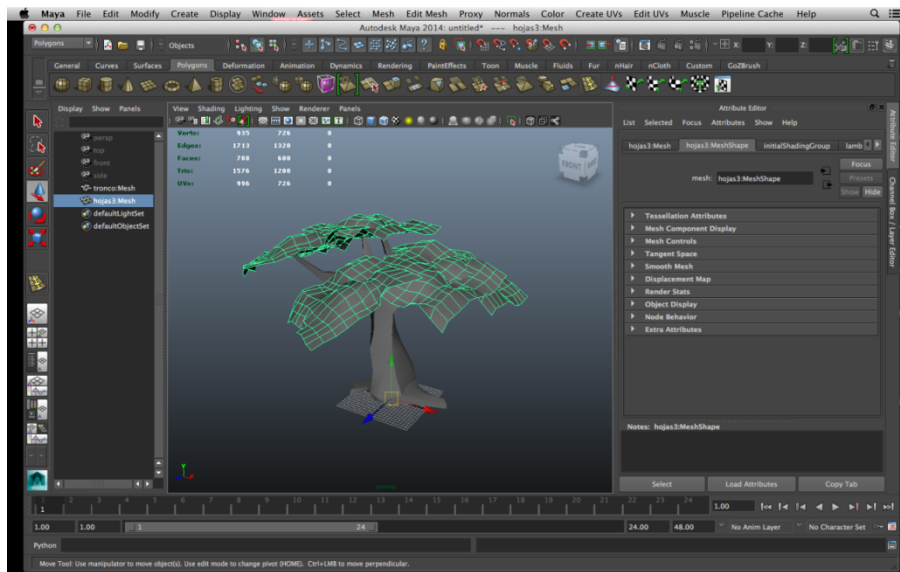 Maya File Edit Modify Create Display Window Assets Select Mesh Edit Mesh Proxy Normals Color Create UVs Edit UVs Muscle Pipeline Cache Help
Autodesk Maya 2014: untitled* --- hojas3:Mesh
Polygons Objects X: Y: Z:
General Curves Surfaces Polygons Deformation Animation Dynamics Rendering PaintEffects Toon Muscle Fluids Fur nHair nCloth Custom GoZBrush
Display Show Panels
View Shading Lighting Show Renderer Panels
Attribute Editor
List Selected Focus Attributes Show Help
persp
top
front
side
tronco:Mesh
hojas3:Mesh
defaultLightSet
defaultObjectSet
Verts: 935 726 0
Edges: 1713 1320 0
Faces: 788 600 0
Tris: 1576 1200 0
UVs: 996 726 0
FRONT
hojas3:Mesh hojas3:MeshShape initialShadingGroup lamb
mesh: hojas3:MeshShape
Focus
Presets
Show Hide
Tessellation Attributes
Mesh Component Display
Mesh Controls
Tangent Space
Smooth Mesh
Displacement Map
Render Stats
Object Display
Node Behavior
Extra Attributes
Notes: hojas3:MeshShape
Select Load Attributes Copy Tab
Attribute Editor
Channel Box / Layer Editor
Y
persp
1 2 3 4 5 6 7 8 9 10 11 12 13 14 15 16 17 18 19 20 21 22 23 24
1
1.00
1.00 1.00 1 24 24.00 48.00 No Anim Layer No Character Set
Python
Move Tool: Use manipulator to move object(s). Use edit mode to change pivot (HOME). Ctrl+LMB to move perpendicular.